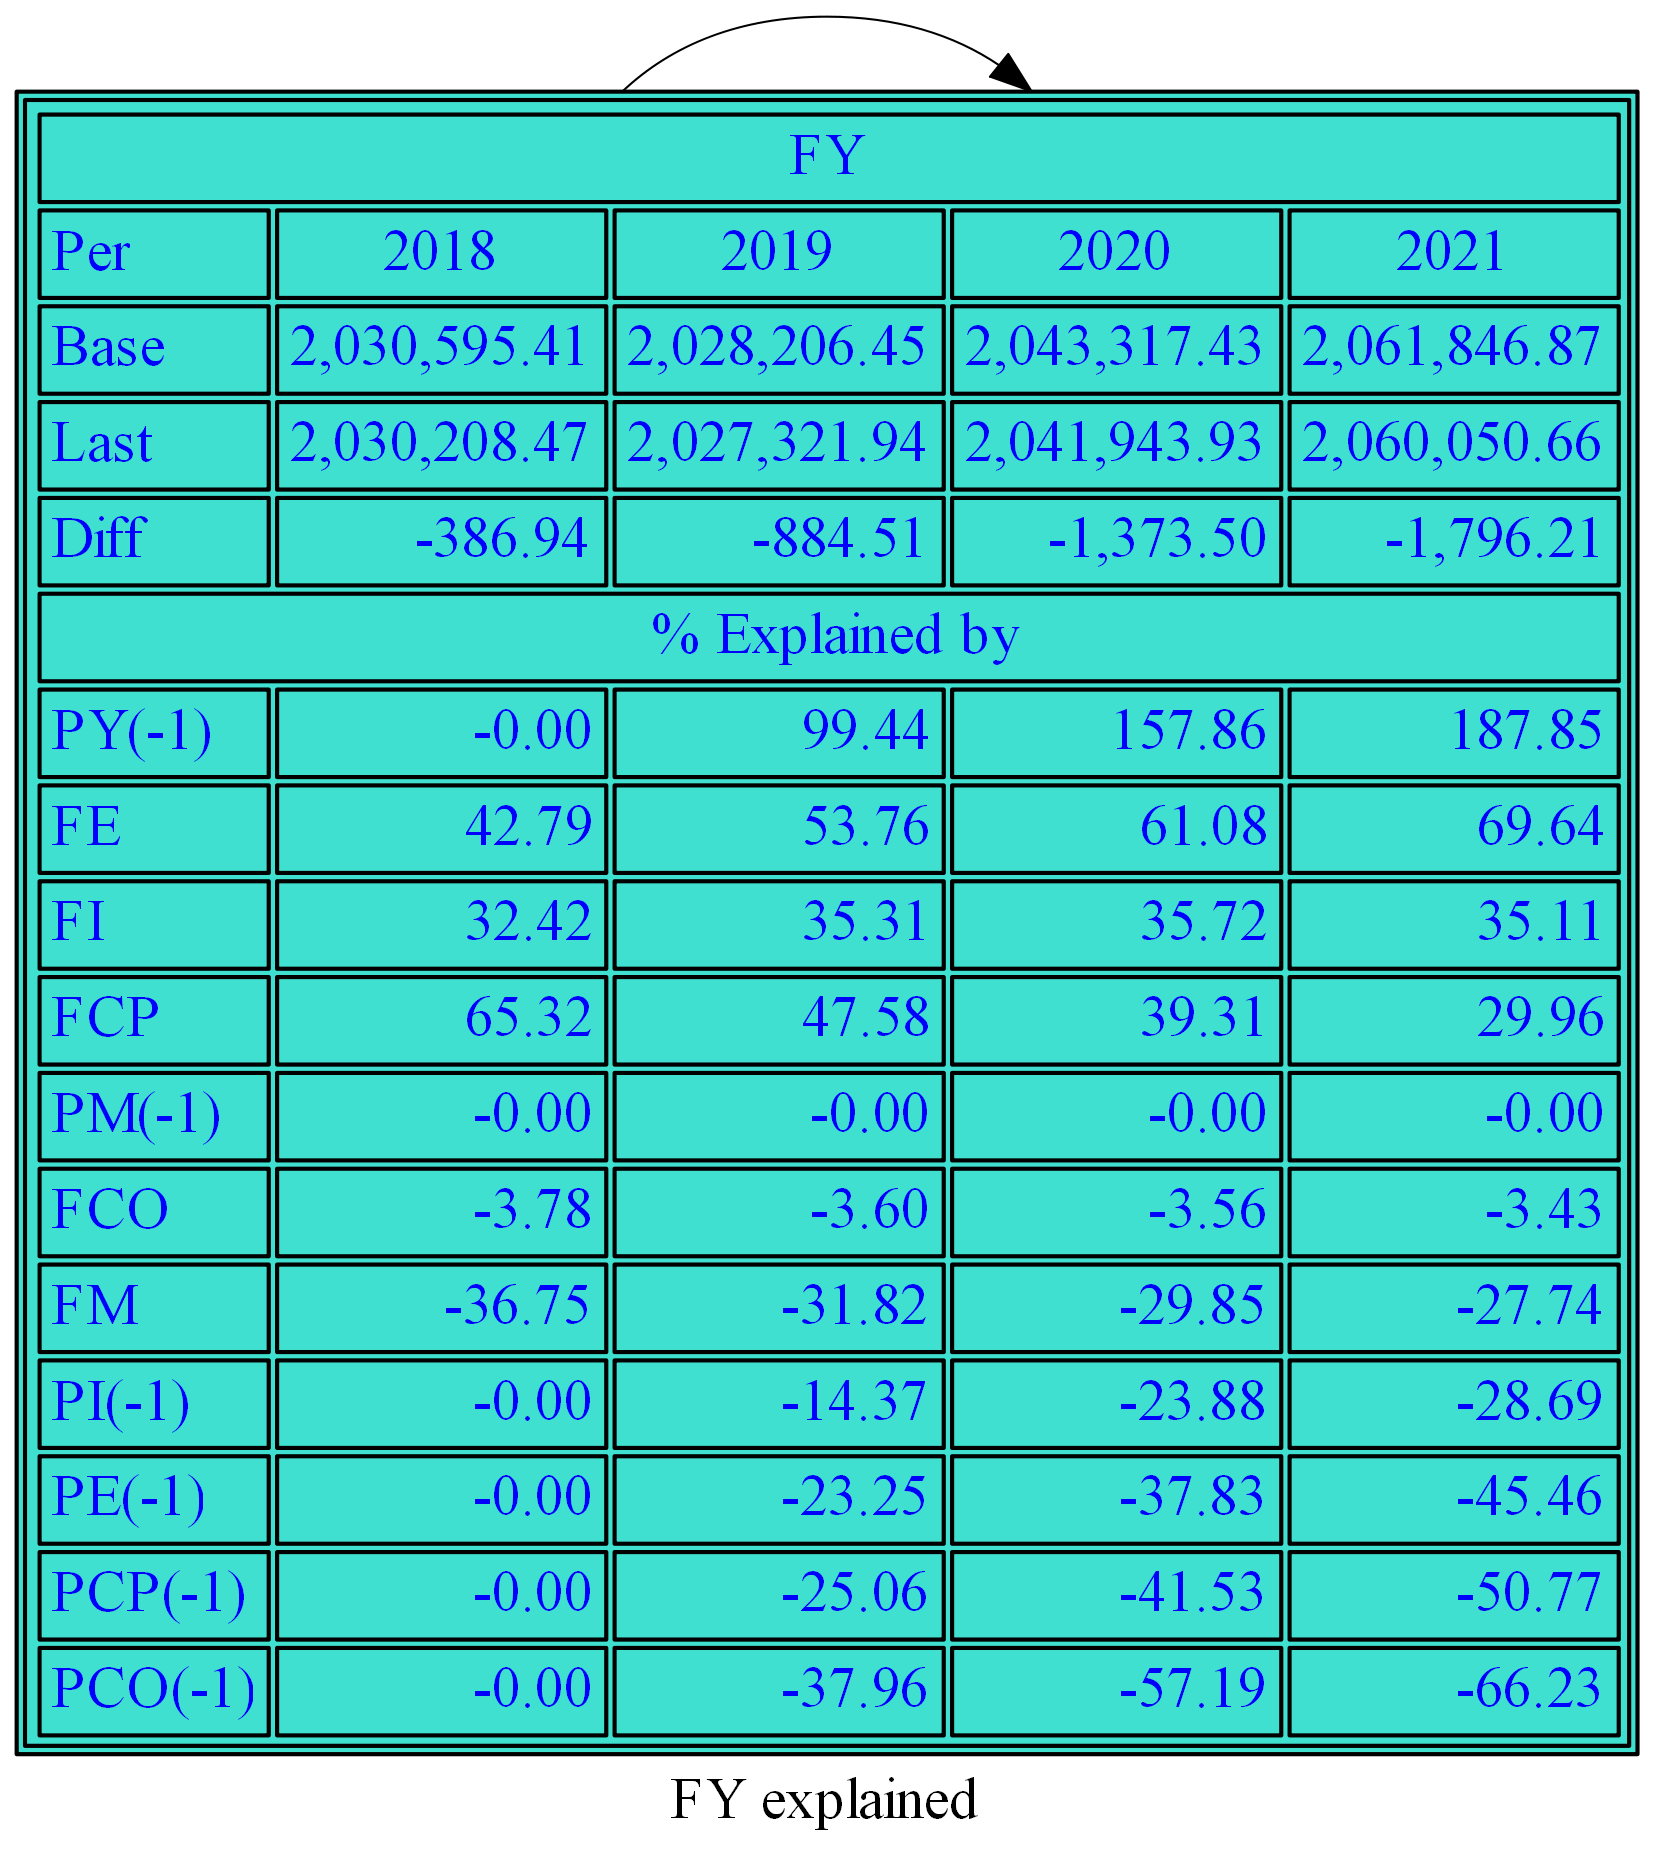 FY
Per 2018 2019 2020 2021
Base 2,030,595.41 2,028,206.45 2,043,317.43 2,061,846.87
Last 2,030,208.47 2,027,321.94 2,041,943.93 2,060,050.66
Diff -386.94 -884.51 -1,373.50 -1,796.21
% Explained by
PY(-1) -0.00 99.44 157.86 187.85
FE 42.79 53.76 61.08 69.64
FI 32.42 35.31 35.72 35.11
FCP 65.32 47.58 39.31 29.96
PM(-1) -0.00 -0.00 -0.00 -0.00
FCO -3.78 -3.60 -3.56 -3.43
FM -36.75 -31.82 -29.85 -27.74
PI(-1) -0.00 -14.37 -23.88 -28.69
PE(-1) -0.00 -23.25 -37.83 -45.46
PCP(-1) -0.00 -25.06 -41.53 -50.77
PCO(-1) -0.00 -37.96 -57.19 -66.23
FY explained